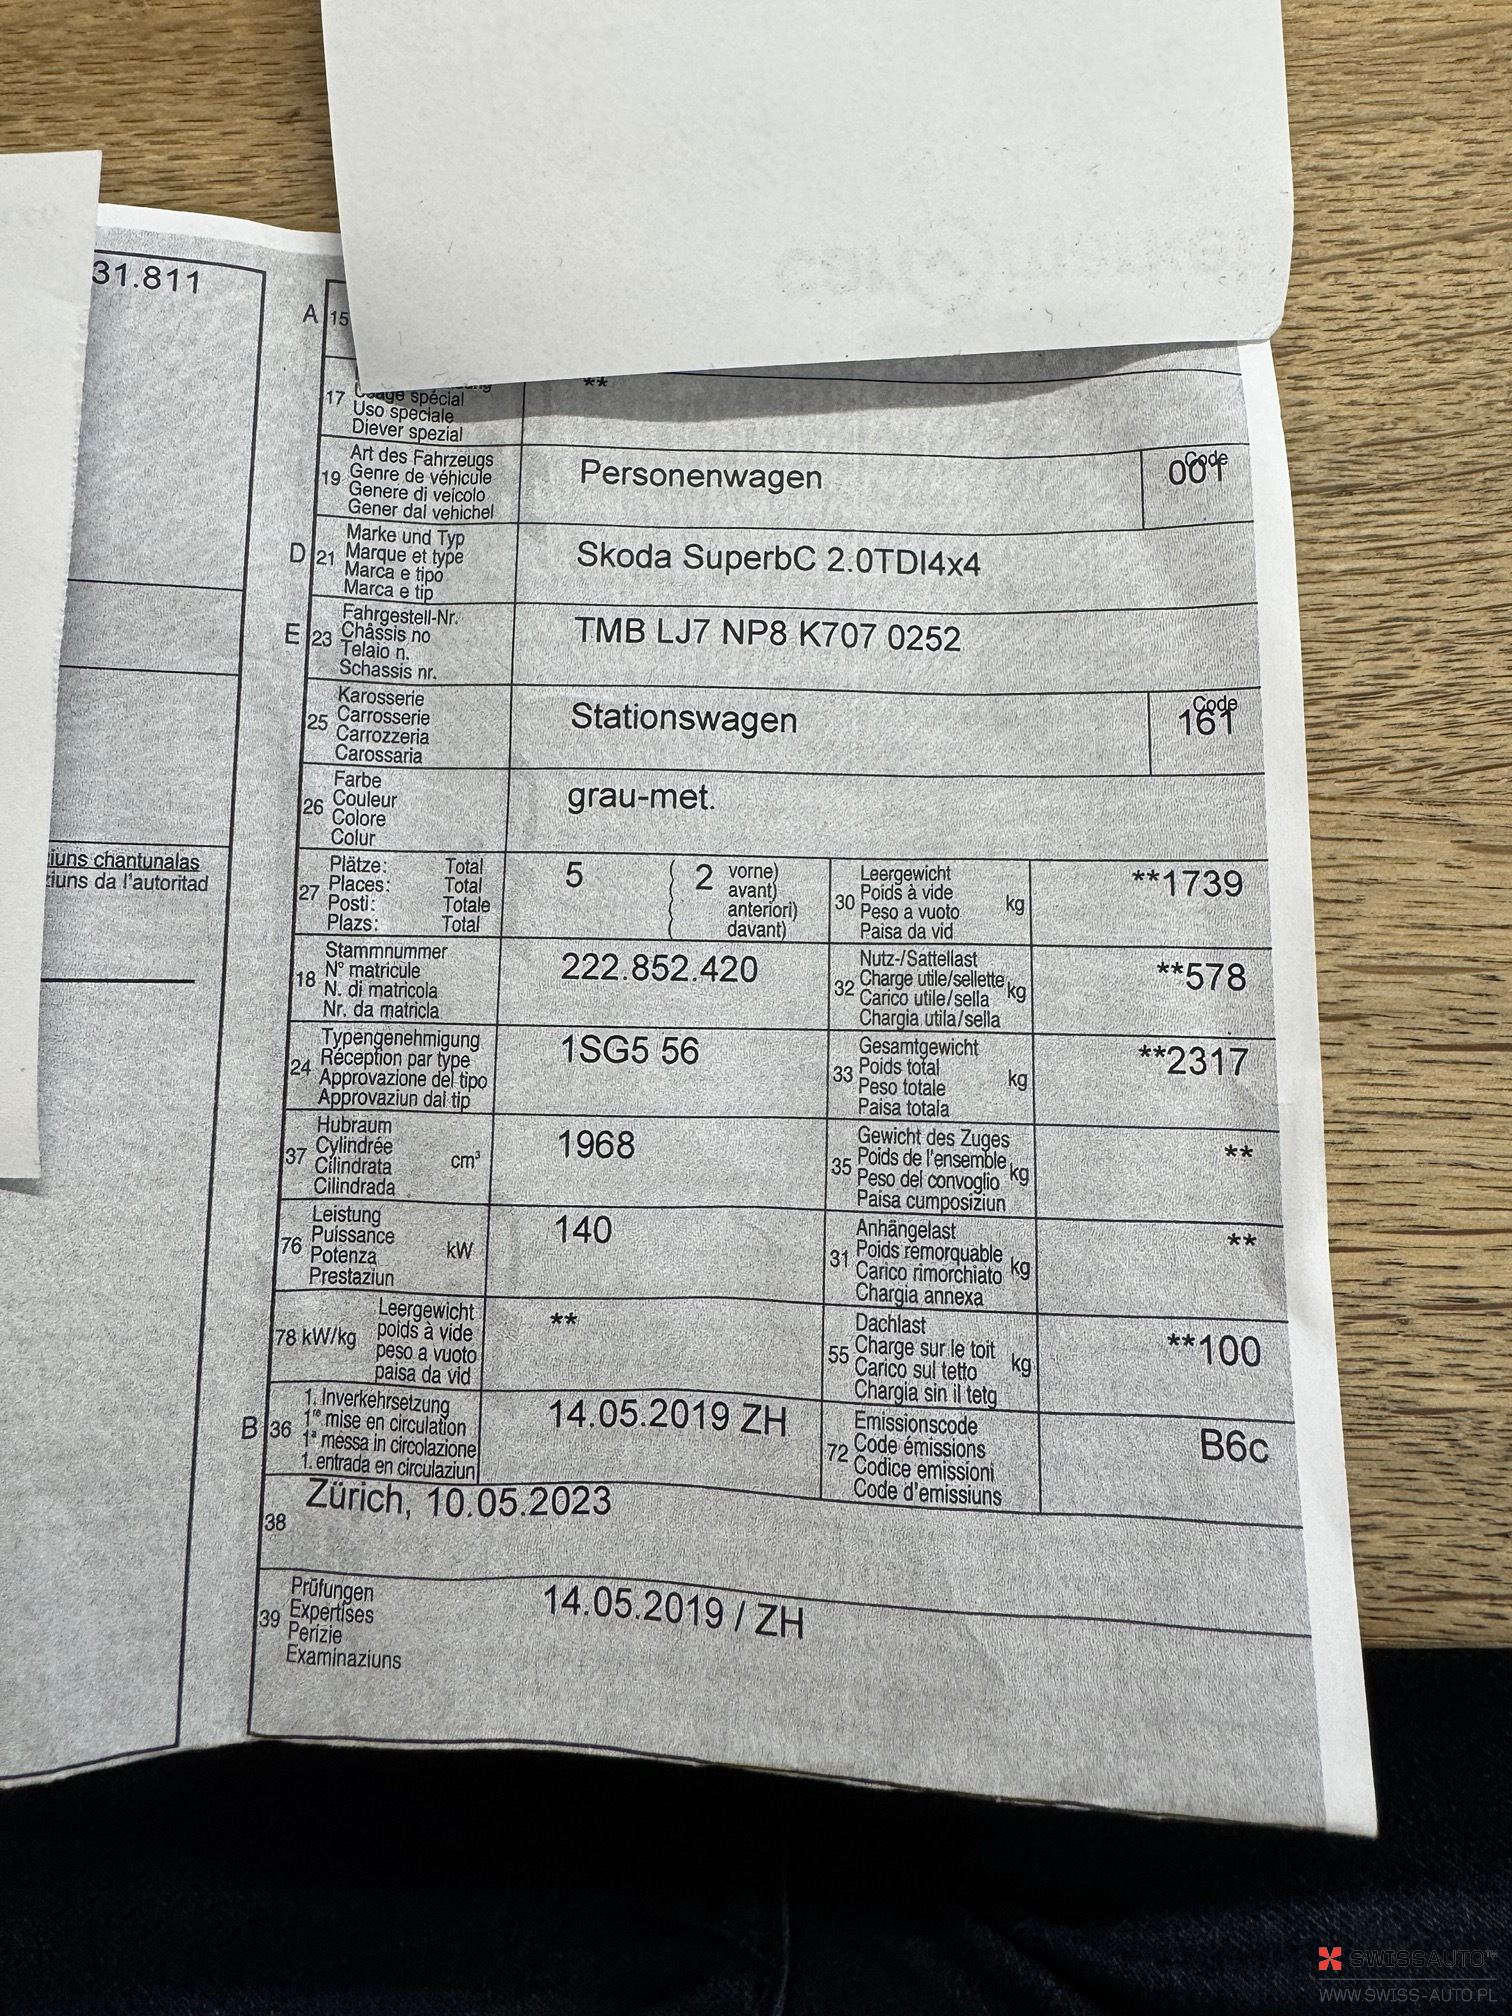 31.811
iuns chantunalas
iuns da l'autoritad
A 15
17 Usage spécial **
Uso speciale
Diever spezial
19 Art des Fahrzeugs Personenwagen Code 001
Genre de véhicule
Genere di veicolo
Gener dal vehichel
D 21 Marke und Typ Skoda SuperbC 2.0TDI4x4
Marque et type
Marca e tipo
Marca e tip
E 23 Fahrgestell-Nr. TMB LJ7 NP8 K707 0252
Châssis no
Telaio n.
Schassis nr.
25 Karosserie Stationswagen Code 161
Carrosserie
Carrozzeria
Carossaria
26 Farbe grau-met.
Couleur
Colore
Colur
27 Plätze: Total 5 ( 2 vorne)
Places: Total ( avant)
Posti: Totale ( anteriori)
Plazs: Total ( davant)
30 Leergewicht kg **1739
Poids à vide
Peso a vuoto
Paisa da vid
18 Stammnummer 222.852.420
N° matricule
N. di matricola
Nr. da matricla
32 Nutz-/Sattellast kg **578
Charge utile/sellette
Carico utile/sella
Chargia utila/sella
24 Typengenehmigung 1SG5 56
Réception par type
Approvazione del tipo
Approvaziun dal tip
33 Gesamtgewicht kg **2317
Poids total
Peso totale
Paisa totala
37 Hubraum cm³ 1968
Cylindrée
Cilindrata
Cilindrada
35 Gewicht des Zuges kg **
Poids de l'ensemble
Peso del convoglio
Paisa cumposiziun
76 Leistung kW 140
Puissance
Potenza
Prestaziun
31 Anhängelast kg **
Poids remorquable
Carico rimorchiato
Chargia annexa
78 kW/kg Leergewicht **
poids à vide
peso a vuoto
paisa da vid
55 Dachlast kg **100
Charge sur le toit
Carico sul tetto
Chargia sin il tetg
B 36 1. Inverkehrsetzung 14.05.2019 ZH
1re mise en circulation
1a messa in circolazione
1. entrada en circulaziun
72 Emissionscode B6c
Code émissions
Codice emissioni
Code d'emissiuns
38 Zürich, 10.05.2023
39 Prüfungen 14.05.2019 / ZH
Expertises
Perizie
Examinaziuns
SWISSAUTO
WWW.SWISS-AUTO.PL